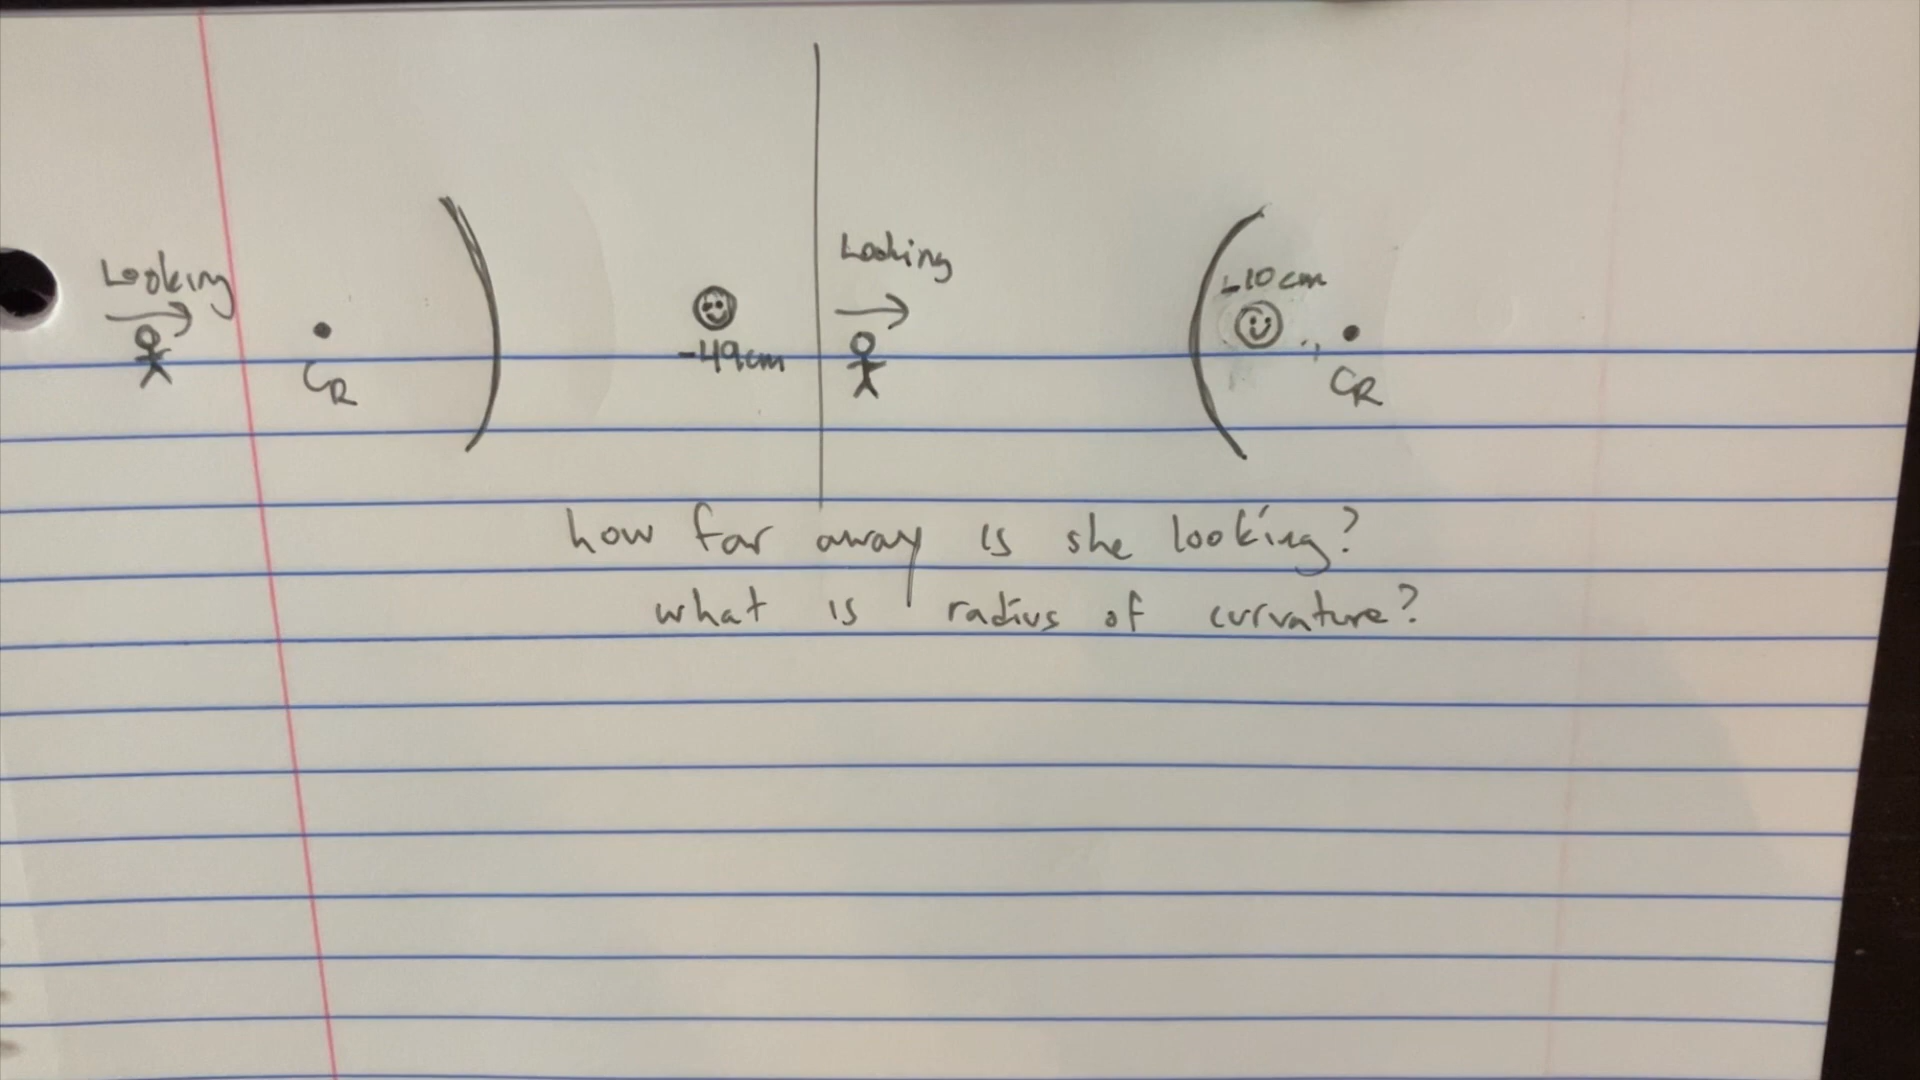 Looking
CR
-49cm
Looking
-10cm
CR
how far away is she looking?
what is radius of curvature?